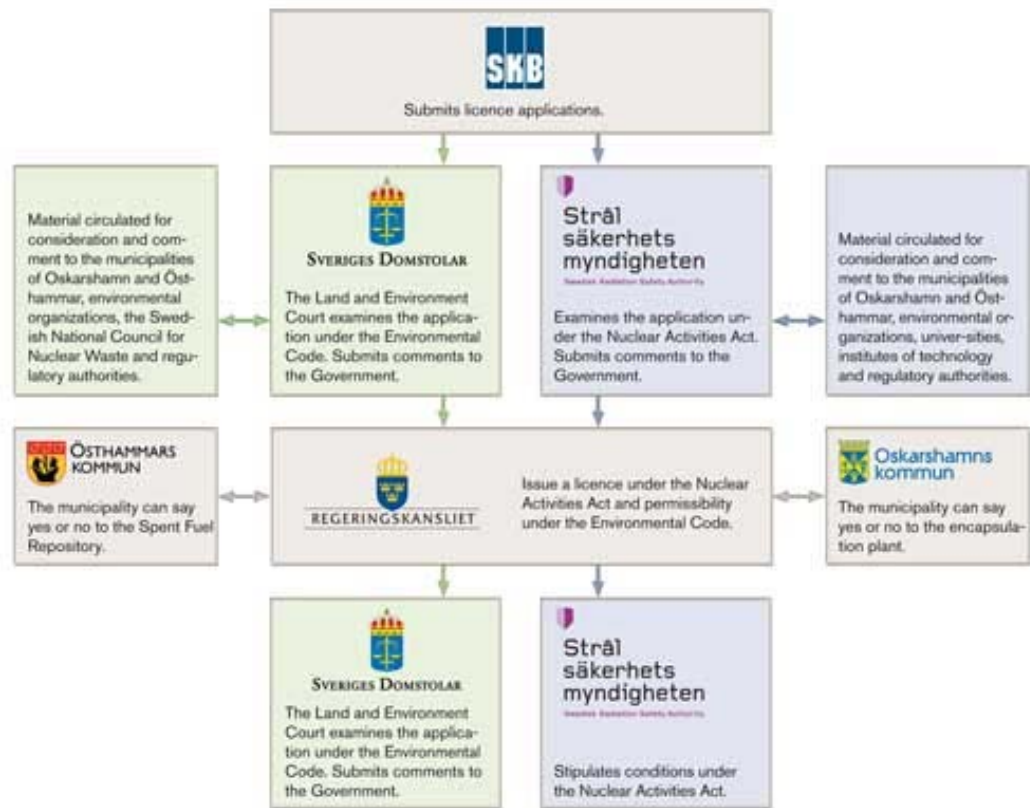 SKB
Submits licence applications.
Material circulated for
consideration and com-
ment to the municipalities
of Oskarshamn and Öst-
hammar, environmental
organizations, the Swed-
ish National Council for
Nuclear Waste and regu-
latory authorities.
SVERIGES DOMSTOLAR
The Land and Environment
Court examines the applica-
tion under the Environmental
Code. Submits comments to
the Government.
Strål
säkerhets
myndigheten
Swedish Radiation Safety Authority
Examines the application un-
der the Nuclear Activities Act.
Submits comments to the
Government.
Material circulated for
consideration and com-
ment to the municipalities
of Oskarshamn and Öst-
hammar, environmental or-
ganizations, univer-sities,
institutes of technology
and regulatory authorities.
ÖSTHAMMARS
KOMMUN
The municipality can say
yes or no to the Spent Fuel
Repository.
REGERINGSKANSLIET
Issue a licence under the Nuclear
Activities Act and permissibility
under the Environmental Code.
Oskarshamns
kommun
The municipality can say
yes or no to the encapsula-
tion plant.
SVERIGES DOMSTOLAR
The Land and Environment
Court examines the applica-
tion under the Environmental
Code. Submits comments to
the Government.
Strål
säkerhets
myndigheten
Swedish Radiation Safety Authority
Stipulates conditions under
the Nuclear Activities Act.